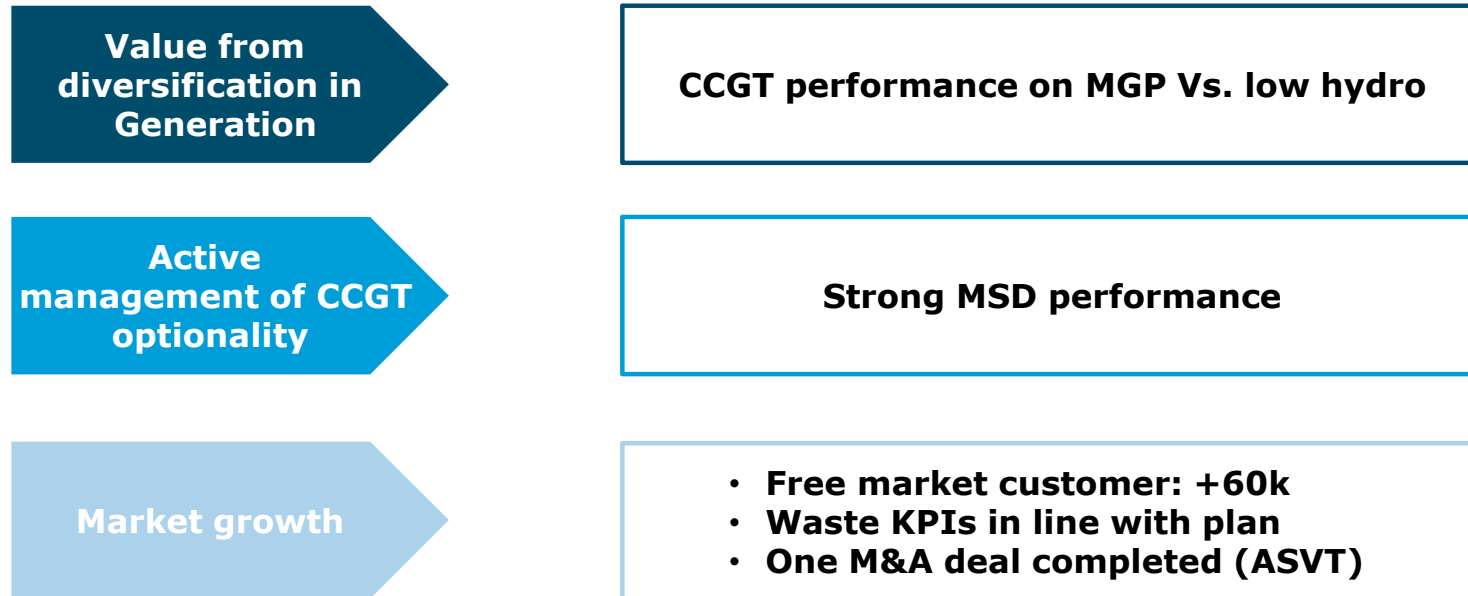 Value from
diversification in
Generation
CCGT performance on MGP Vs. low hydro
Active
management of CCGT
optionality
Strong MSD performance
Market growth
• Free market customer: +60k
• Waste KPIs in line with plan
• One M&A deal completed (ASVT)